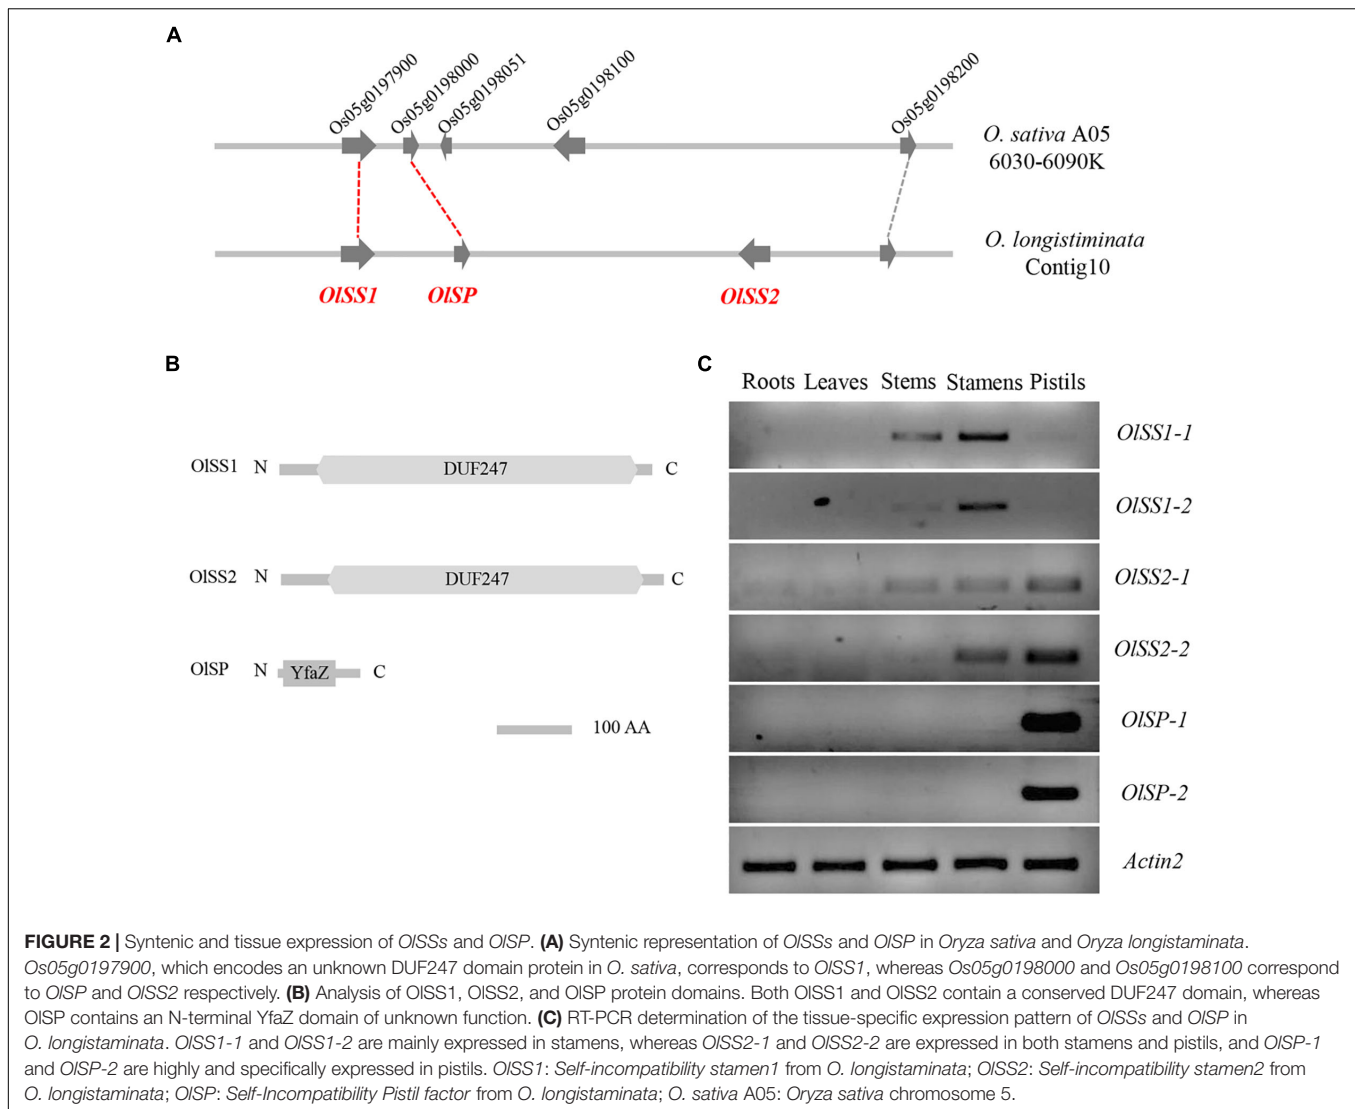 A
Os05g0197900
Os05g0198000
Os05g0198051
Os05g0198100
Os05g0198200
O. sativa A05
6030-6090K
O. longistiminata
Contig10
OlSS1
OlSP
OlSS2
B
OlSS1 N DUF247 C
OlSS2 N DUF247 C
OlSP N YfaZ C
100 AA
C
Roots Leaves Stems Stamens Pistils
OlSS1-1
OlSS1-2
OlSS2-1
OlSS2-2
OlSP-1
OlSP-2
Actin2
FIGURE 2 | Syntenic and tissue expression of OlSSs and OlSP. (A) Syntenic representation of OlSSs and OlSP in Oryza sativa and Oryza longistaminata.
Os05g0197900, which encodes an unknown DUF247 domain protein in O. sativa, corresponds to OlSS1, whereas Os05g0198000 and Os05g0198100 correspond
to OlSP and OlSS2 respectively. (B) Analysis of OlSS1, OlSS2, and OlSP protein domains. Both OlSS1 and OlSS2 contain a conserved DUF247 domain, whereas
OlSP contains an N-terminal YfaZ domain of unknown function. (C) RT-PCR determination of the tissue-specific expression pattern of OlSSs and OlSP in
O. longistaminata. OlSS1-1 and OlSS1-2 are mainly expressed in stamens, whereas OlSS2-1 and OlSS2-2 are expressed in both stamens and pistils, and OlSP-1
and OlSP-2 are highly and specifically expressed in pistils. OlSS1: Self-incompatibility stamen1 from O. longistaminata; OlSS2: Self-incompatibility stamen2 from
O. longistaminata; OlSP: Self-Incompatibility Pistil factor from O. longistaminata; O. sativa A05: Oryza sativa chromosome 5.